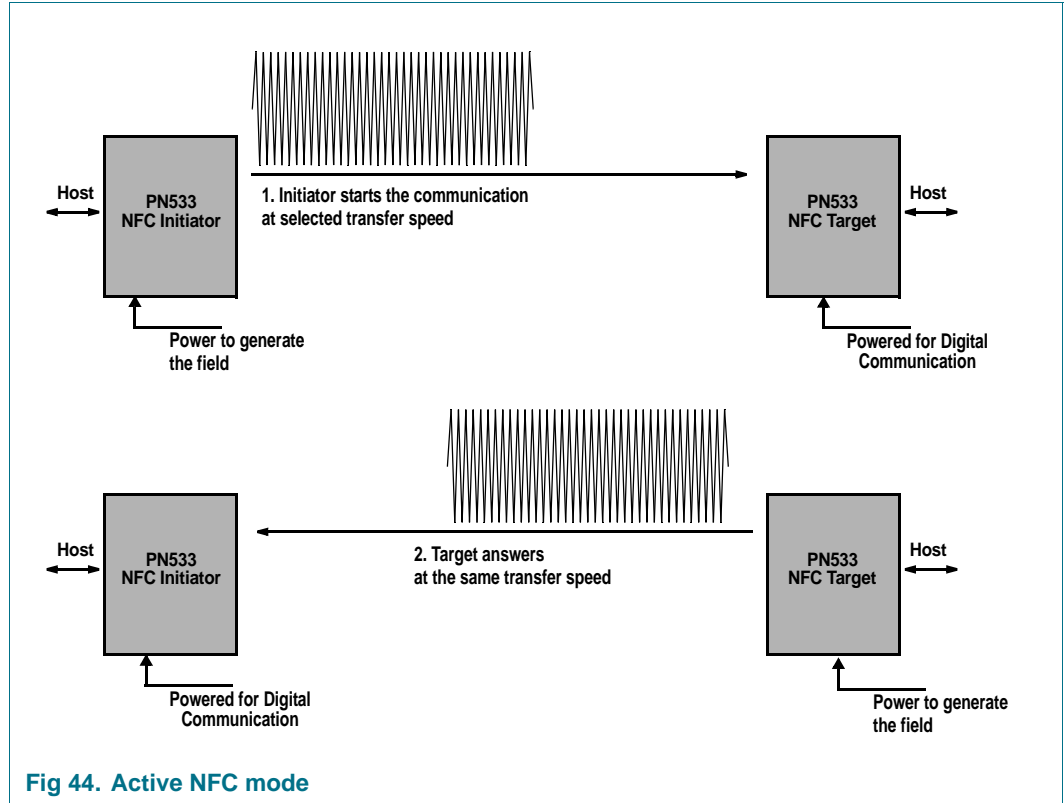 Host
PN533
NFC Initiator
1. Initiator starts the communication
at selected transfer speed
PN533
NFC Target
Host
Power to generate
the field
Powered for Digital
Communication
Host
PN533
NFC Initiator
2. Target answers
at the same transfer speed
PN533
NFC Target
Host
Powered for Digital
Communication
Power to generate
the field
Fig 44. Active NFC mode